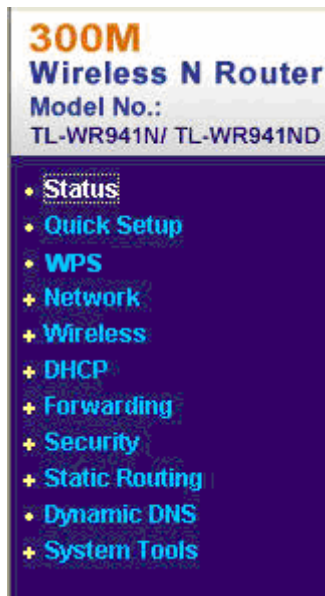 300M
Wireless N Router
Model No.:
TL-WR941N/ TL-WR941ND
• Status
• Quick Setup
• WPS
+ Network
+ Wireless
+ DHCP
+ Forwarding
+ Security
+ Static Routing
• Dynamic DNS
+ System Tools